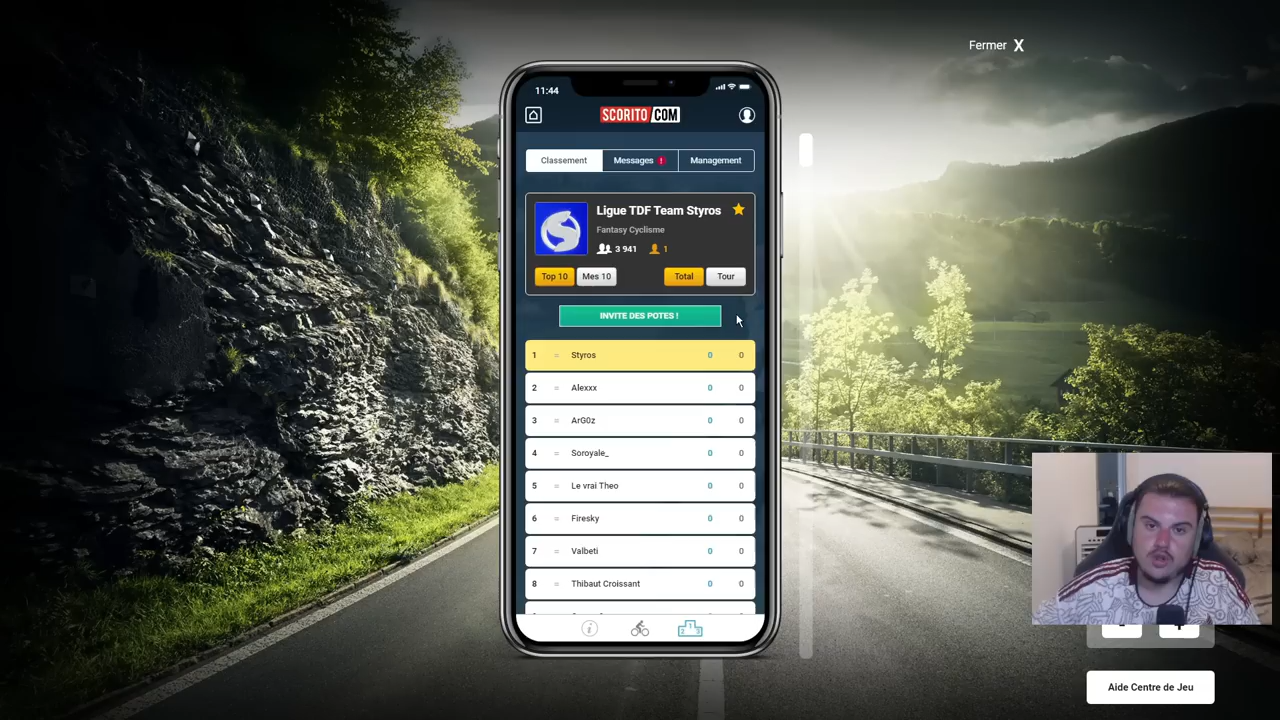 Fermer X
11:44
SCORITO.COM
Classement Messages ! Management
Ligue TDF Team Styros
Fantasy Cyclisme
3 941 1
Top 10 Mes 10 Total Tour
INVITE DES POTES !
1 = Styros 0 0
2 = Alexxx 0 0
3 = ArG0z 0 0
4 = Soroyale_ 0 0
5 = Le vrai Theo 0 0
6 = Firesky 0 0
7 = Valbeti 0 0
8 = Thibaut Croissant 0 0
Aide Centre de Jeu